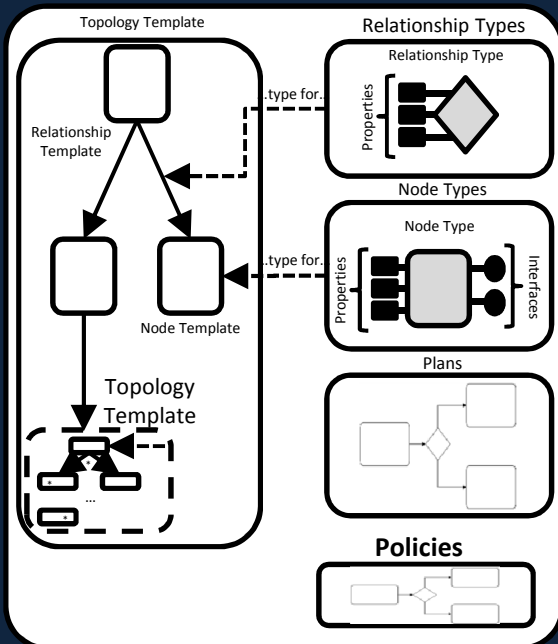 Topology Template
Relationship Types
Relationship Type
Properties
..type for..
Relationship
Template
Node Types
Node Type
Properties
Interfaces
..type for..
Node Template
Topology
Template
*
*
...
*
Plans
Policies